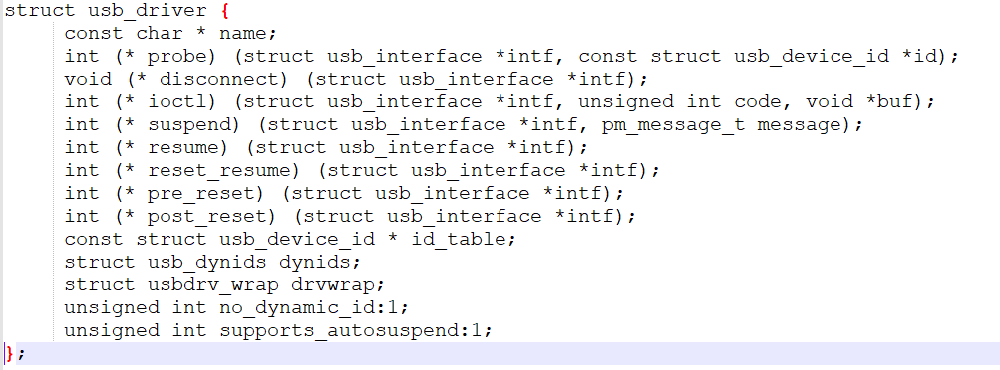 struct usb_driver {
const char * name;
int (* probe) (struct usb_interface *intf, const struct usb_device_id *id);
void (* disconnect) (struct usb_interface *intf);
int (* ioctl) (struct usb_interface *intf, unsigned int code, void *buf);
int (* suspend) (struct usb_interface *intf, pm_message_t message);
int (* resume) (struct usb_interface *intf);
int (* reset_resume) (struct usb_interface *intf);
int (* pre_reset) (struct usb_interface *intf);
int (* post_reset) (struct usb_interface *intf);
const struct usb_device_id * id_table;
struct usb_dynids dynids;
struct usbdrv_wrap drvwrap;
unsigned int no_dynamic_id:1;
unsigned int supports_autosuspend:1;
};